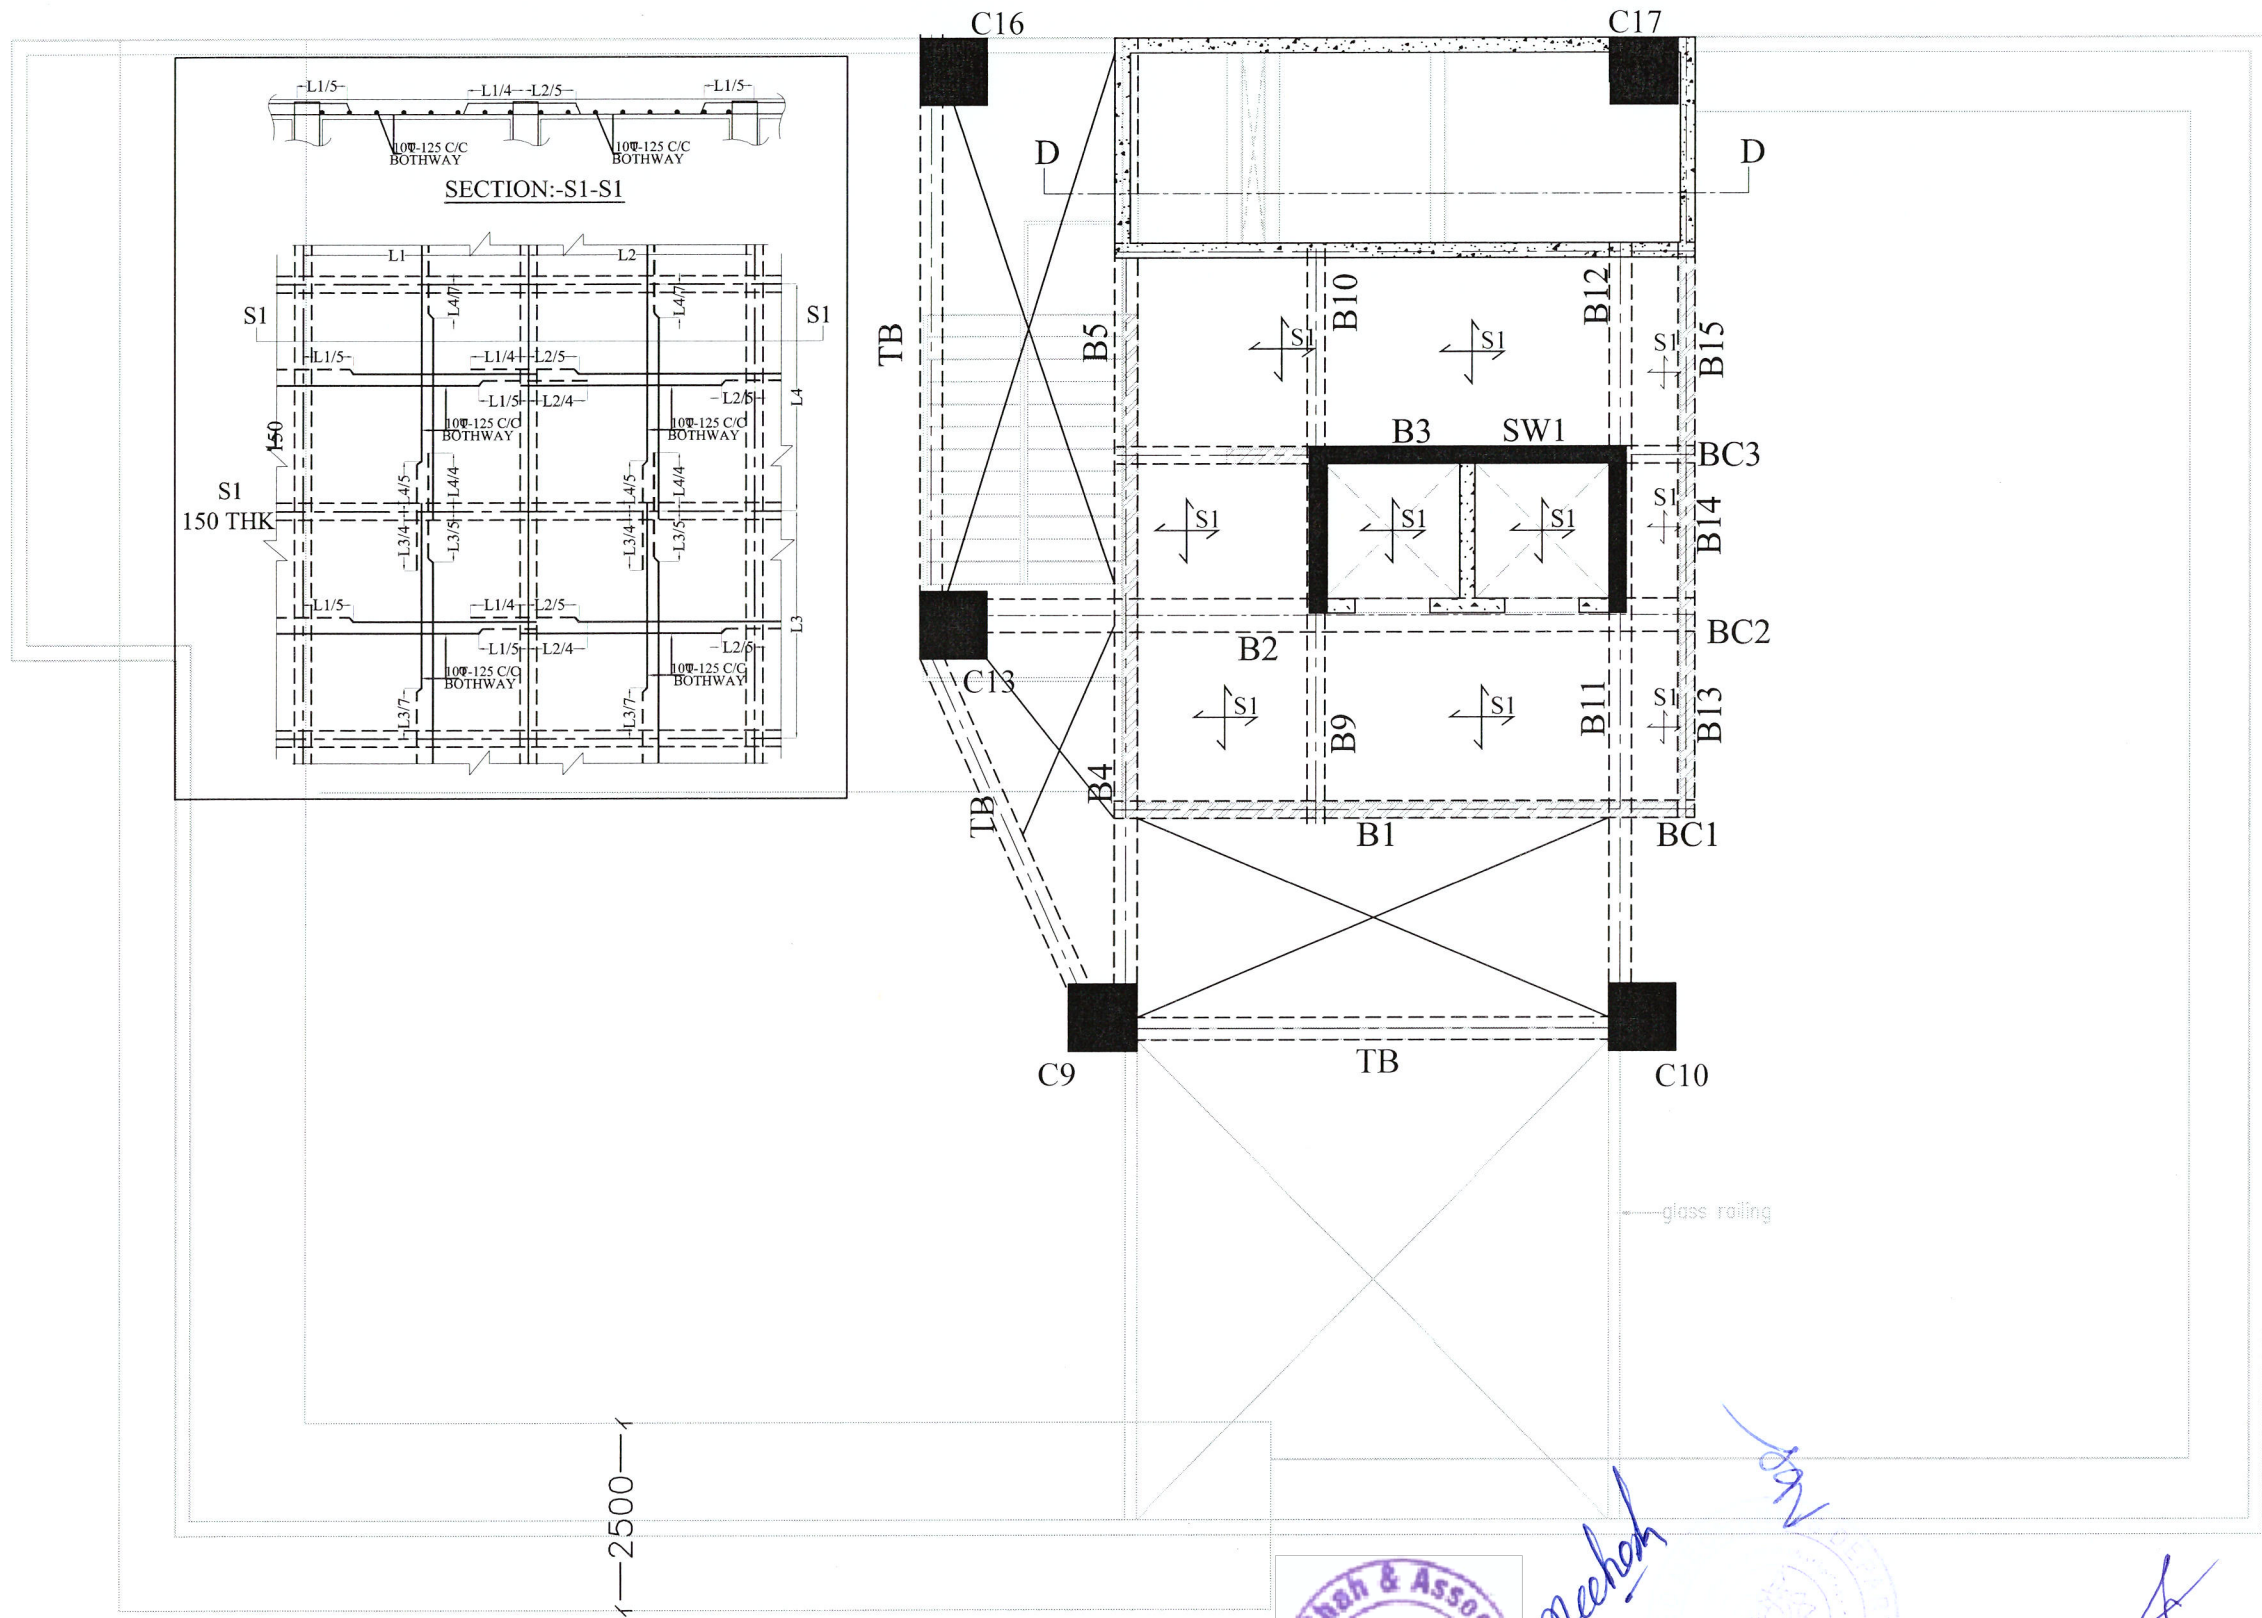 C16
C17
L1/5
L1/4
L2/5
L1/5
10Φ-125 C/C
BOTHWAY
10Φ-125 C/C
BOTHWAY
SECTION:-S1-S1
D
D
L1
L2
L4/7
L4/7
S1
S1
L1/5
L1/4
L2/5
L1/5
L2/4
L2/5
L4
10Φ-125 C/C
BOTHWAY
10Φ-125 C/C
BOTHWAY
150
L4/5
L4/4
L4/5
L4/4
S1
150 THK
L3/4
L3/5
L3/4
L3/5
L1/5
L1/4
L2/5
L3
L1/5
L2/4
L2/5
10Φ-125 C/C
BOTHWAY
10Φ-125 C/C
BOTHWAY
L3/7
L3/7
TB
B5
B10
B12
B15
S1
S1
S1
B3
SW1
BC3
S1
S1
S1
S1
B14
B2
BC2
C13
S1
S1
S1
B9
B11
B13
B4
TB
B1
BC1
TB
C9
C10
glass railing
2500
hah & Asso